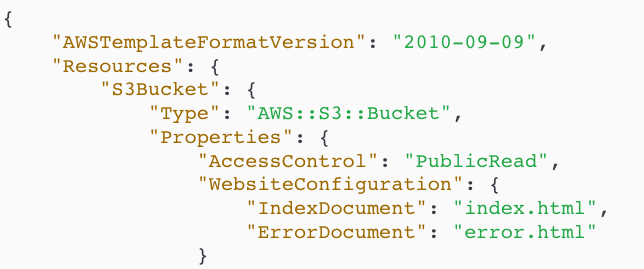 {
"AWSTemplateFormatVersion": "2010-09-09",
"Resources": {
"S3Bucket": {
"Type": "AWS::S3::Bucket",
"Properties": {
"AccessControl": "PublicRead",
"WebsiteConfiguration": {
"IndexDocument": "index.html",
"ErrorDocument": "error.html"
}